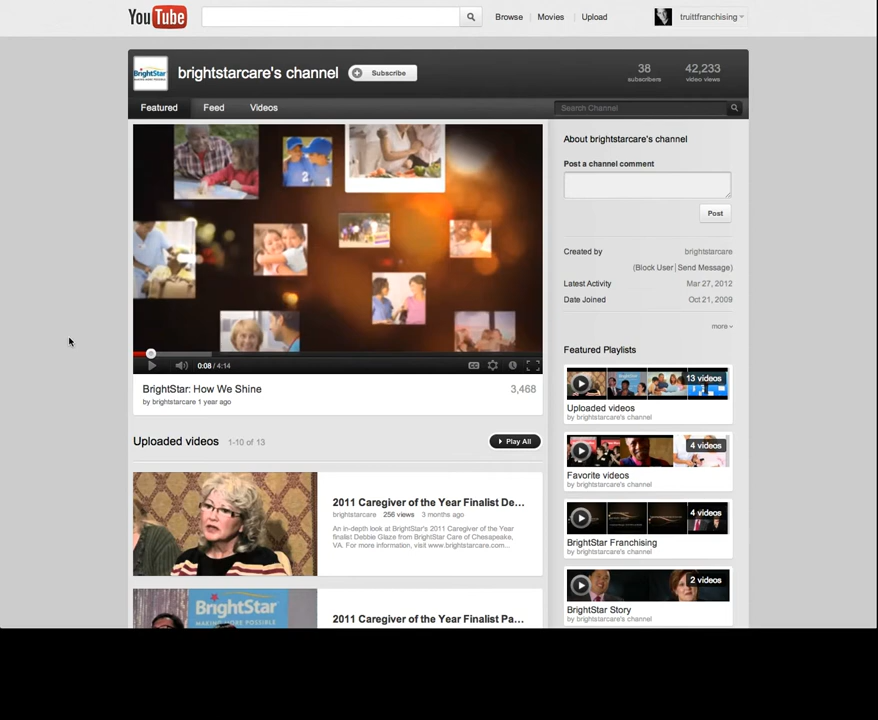 YouTube
Browse
Movies
Upload
truittfranchising
BrightStar
brightstarcare's channel
Subscribe
38
subscribers
42,233
video views
Featured
Feed
Videos
Search Channel
2
1
0:08 / 4:14
CC
BrightStar: How We Shine
3,468
by brightstarcare 1 year ago
Uploaded videos
1-10 of 13
Play All
2011 Caregiver of the Year Finalist De...
brightstarcare 256 views 3 months ago
An in-depth look at BrightStar's 2011 Caregiver of the Year
finalist Debbie Glaze from BrightStar Care of Chesapeake,
VA. For more information, visit www.brightstarcare.com...
BrightStar
MAKING MORE POSSIBLE
2011 Caregiver of the Year Finalist Pa...
About brightstarcare's channel
Post a channel comment
Post
Created by
brightstarcare
(Block User | Send Message)
Latest Activity
Mar 27, 2012
Date Joined
Oct 21, 2009
more
Featured Playlists
13 videos
Uploaded videos
by brightstarcare's channel
4 videos
Favorite videos
by brightstarcare's channel
4 videos
BrightStar Franchising
by brightstarcare's channel
2 videos
BrightStar Story
by brightstarcare's channel